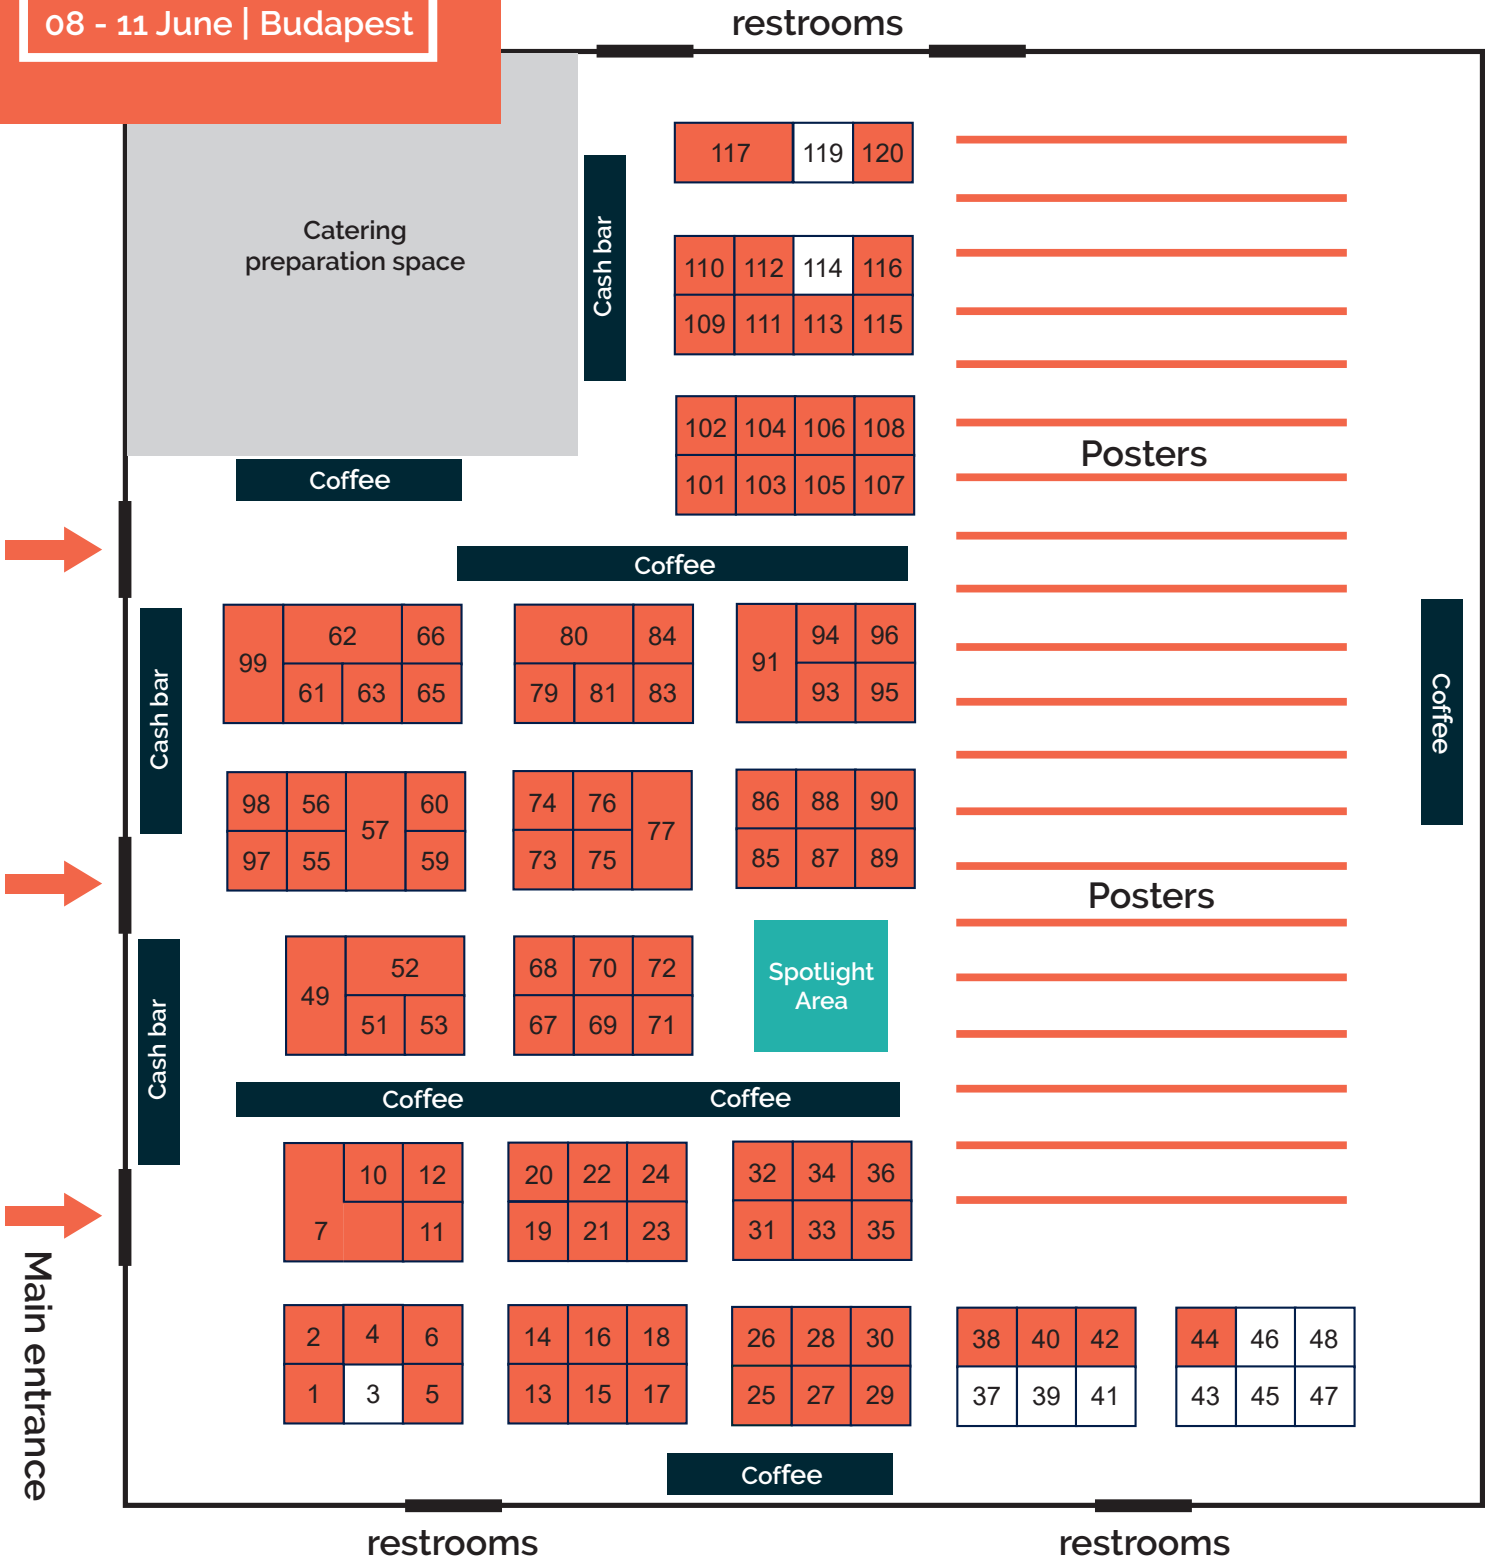 08 - 11 June | Budapest
restrooms
117 119 120
Catering
preparation space
Cash bar
110 112 114 116
109 111 113 115
102 104 106 108
101 103 105 107
Posters
Coffee
Coffee
99 62 66
61 63 65
80 84
79 81 83
91 94 96
93 95
Cash bar
Coffee
98 56 57 60
97 55 59
74 76 77
73 75
86 88 90
85 87 89
Posters
49 52
51 53
68 70 72
67 69 71
Spotlight
Area
Cash bar
Coffee Coffee
10 12
7 11
20 22 24
19 21 23
32 34 36
31 33 35
Main entrance
2 4 6
1 3 5
14 16 18
13 15 17
26 28 30
25 27 29
38 40 42
37 39 41
44 46 48
43 45 47
Coffee
restrooms
restrooms